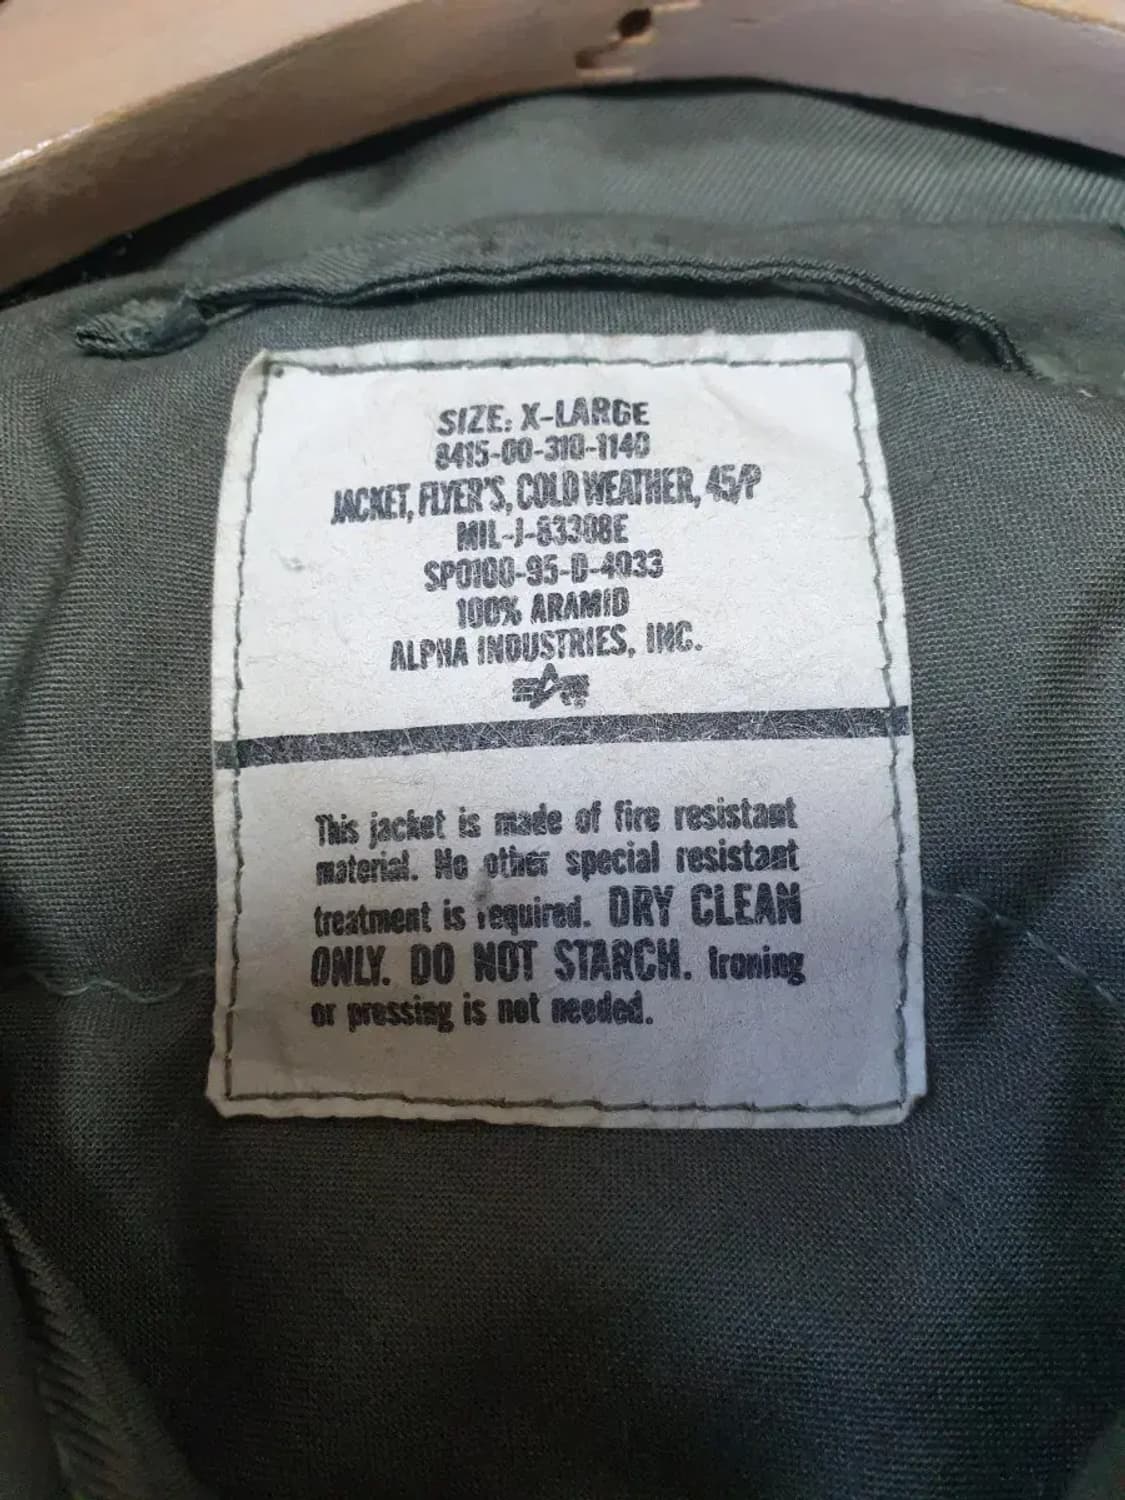 SIZE: X-LARGE
8415-00-310-1140
JACKET, FLYER'S, COLD WEATHER, 45/P
MIL-J-83308E
SPO100-95-D-4033
100% ARAMID
ALPHA INDUSTRIES, INC.
This jacket is made of fire resistant
material. No other special resistant
treatment is required. DRY CLEAN
ONLY. DO NOT STARCH. Ironing
or pressing is not needed.